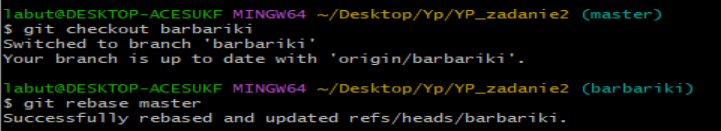 labut@DESKTOP-ACESUKF MINGW64 ~/Desktop/Yp/YP_zadanie2 (master)
$ git checkout barbariki
Switched to branch 'barbariki'
Your branch is up to date with 'origin/barbariki'.
labut@DESKTOP-ACESUKF MINGW64 ~/Desktop/Yp/YP_zadanie2 (barbariki)
$ git rebase master
Successfully rebased and updated refs/heads/barbariki.